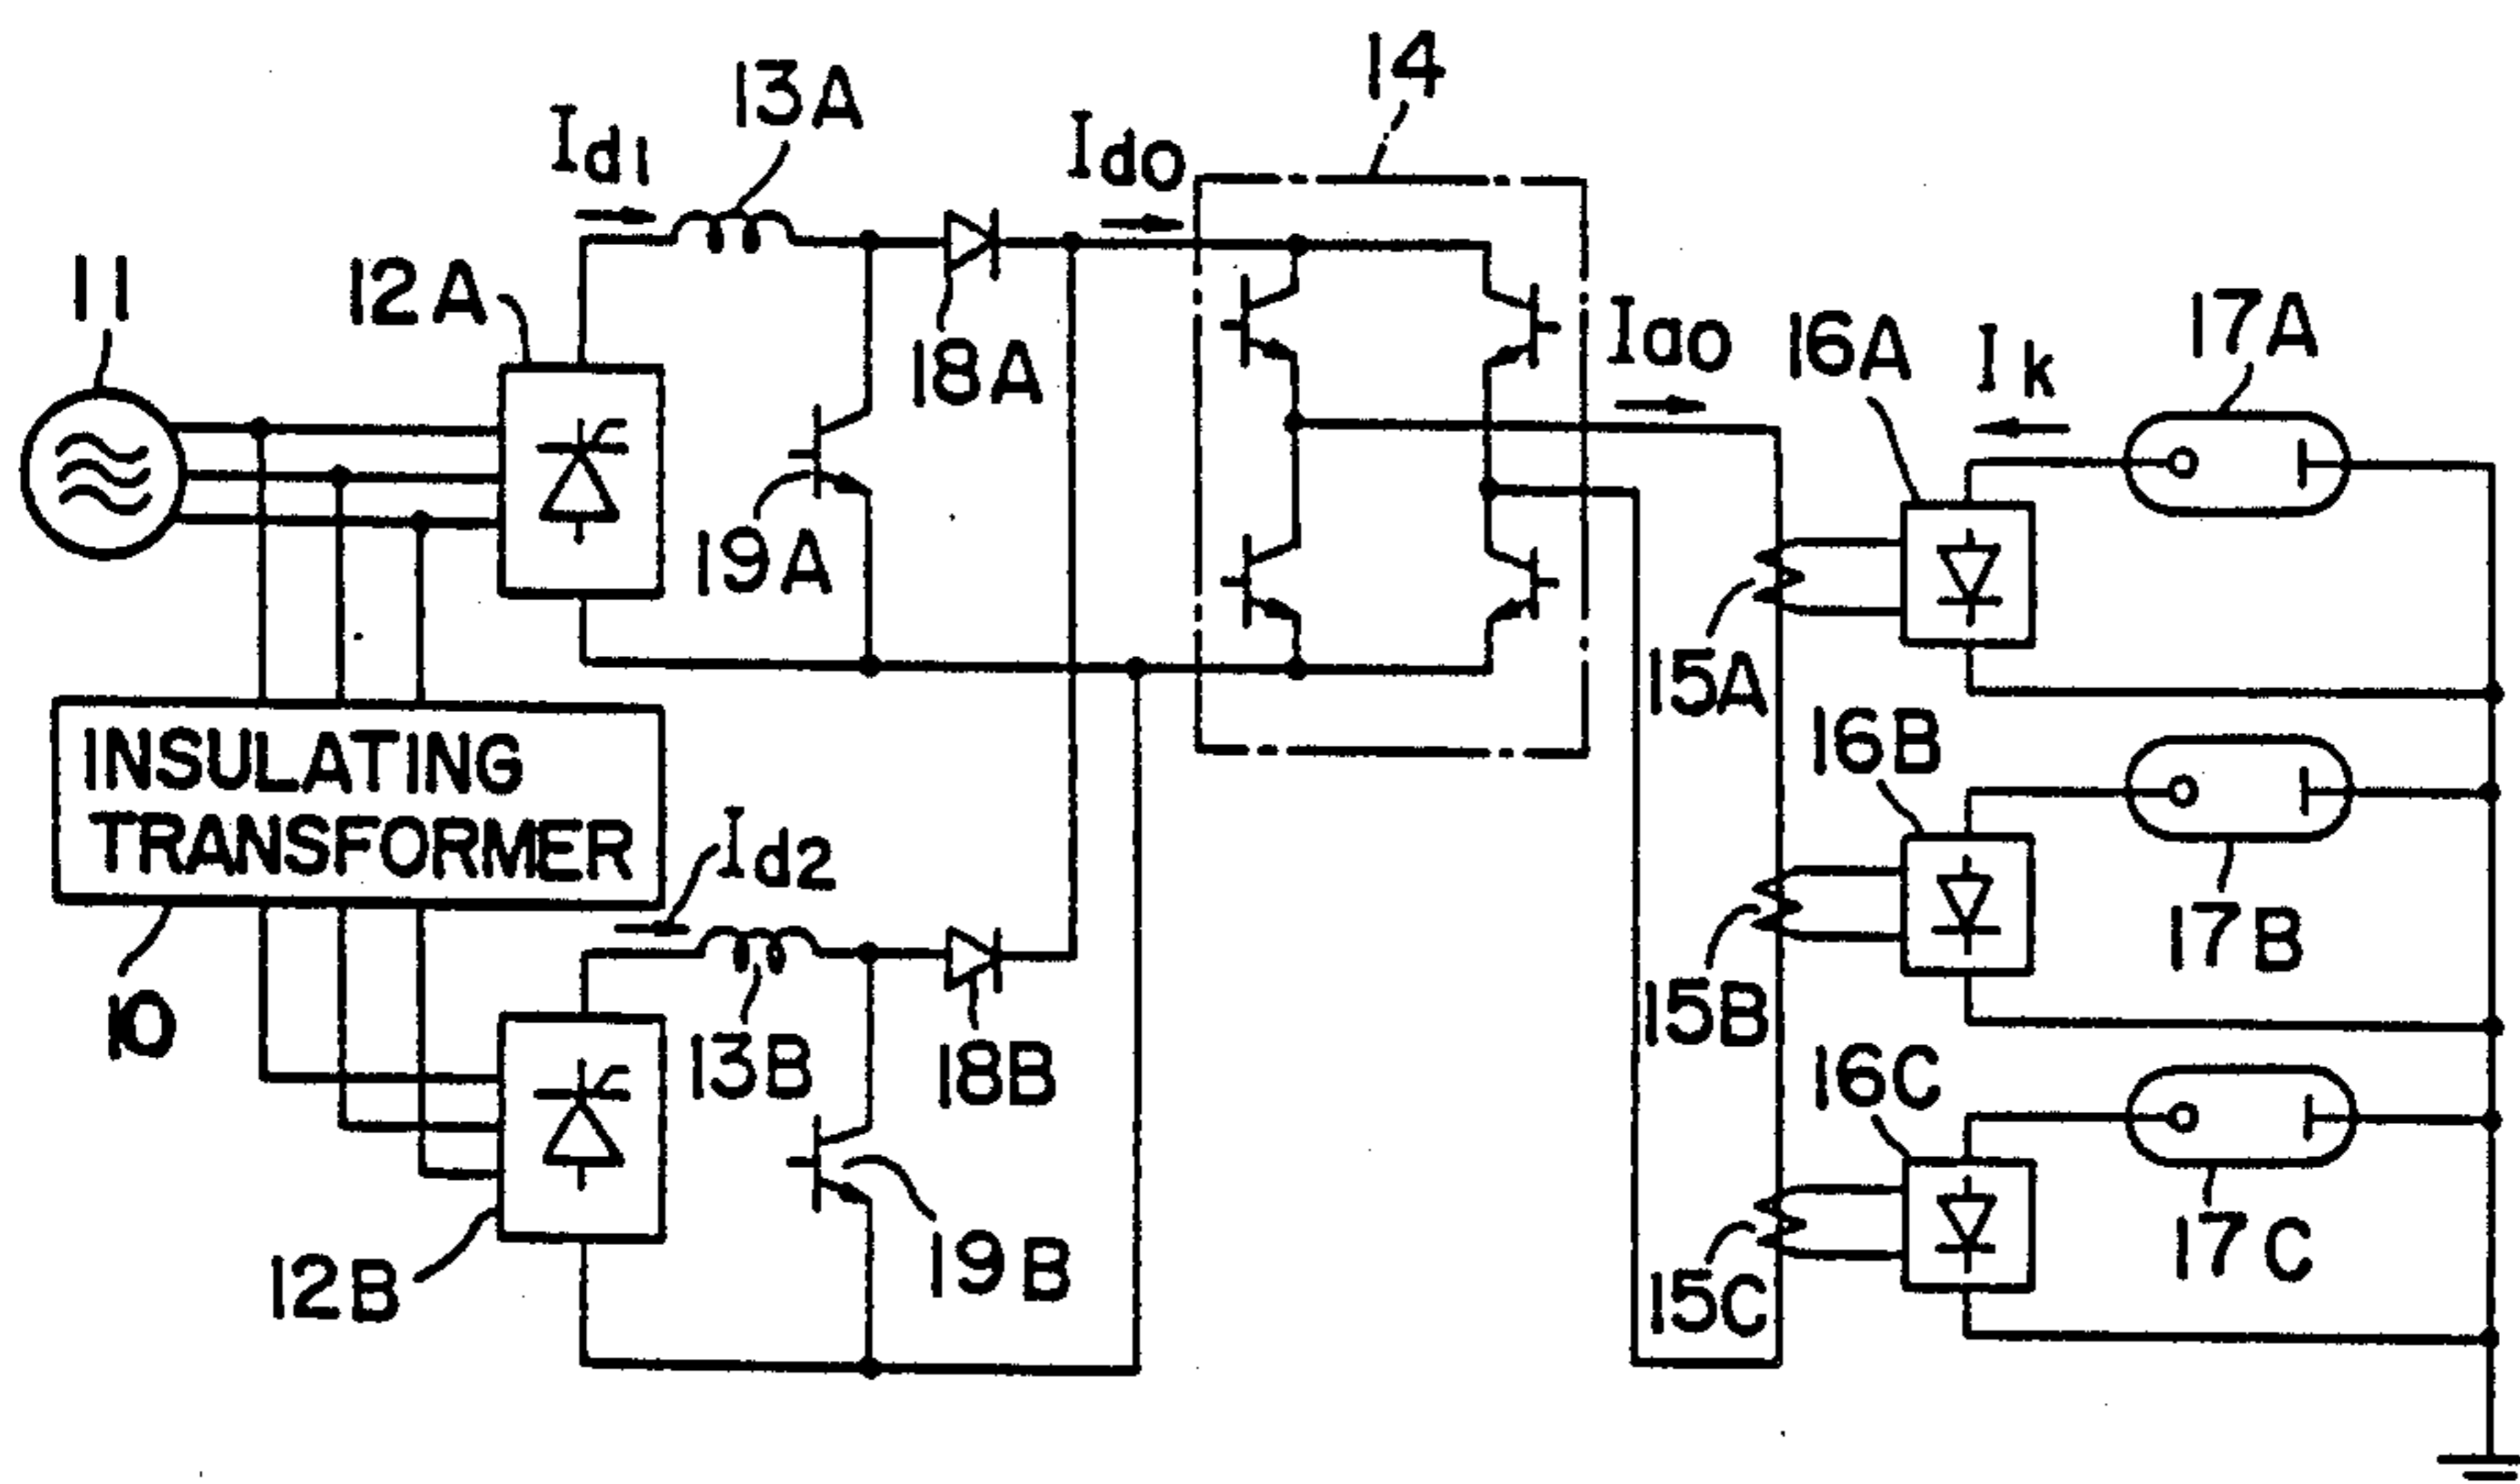 14
13A
Id1
Id0
11
12A
Ia0
16A
Ik
17A
18A
19A
15A
16B
INSULATING
TRANSFORMER
Id2
17B
10
13B
18B
15B
16C
12B
19B
15C
17C